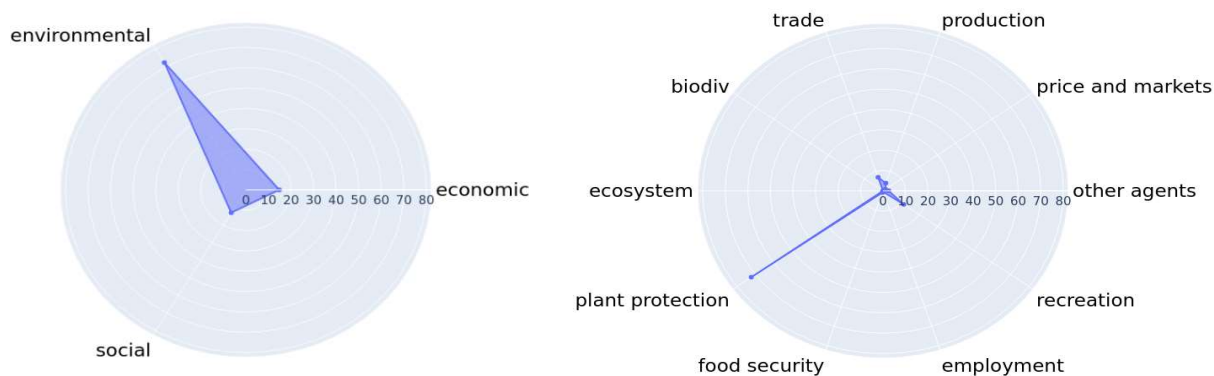 environmental
0 10 20 30 40 50 60 70 80
economic
social
trade
production
biodiv
price and markets
ecosystem
0 10 20 30 40 50 60 70 80
other agents
plant protection
recreation
food security
employment